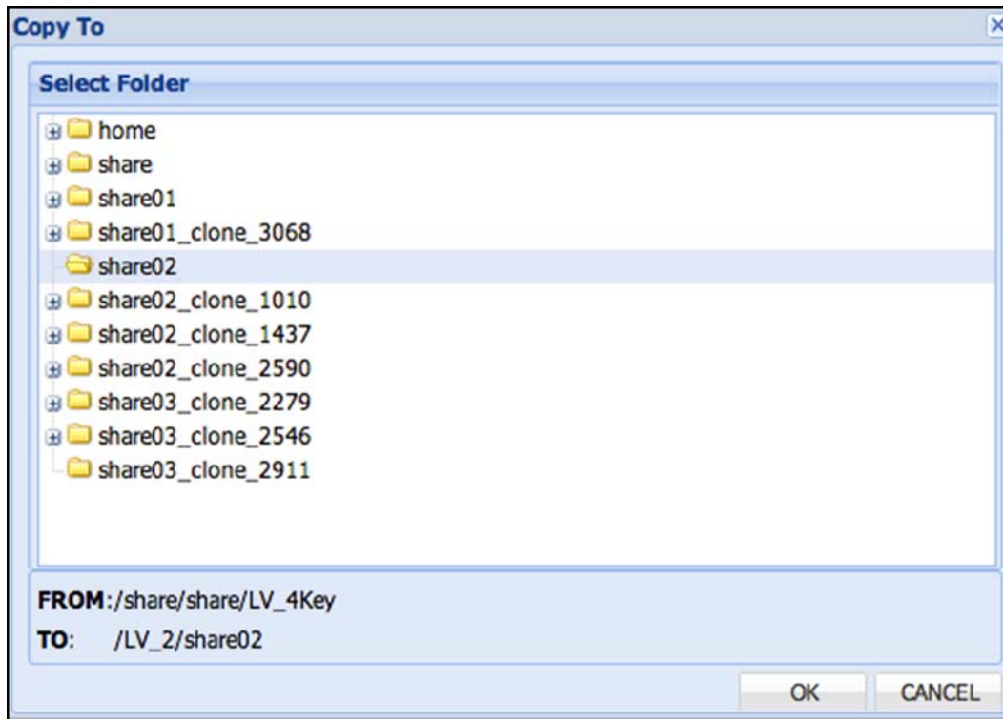 Copy To
Select Folder
home
share
share01
share01_clone_3068
share02
share02_clone_1010
share02_clone_1437
share02_clone_2590
share03_clone_2279
share03_clone_2546
share03_clone_2911
FROM:/share/share/LV_4Key
TO: /LV_2/share02
OK CANCEL